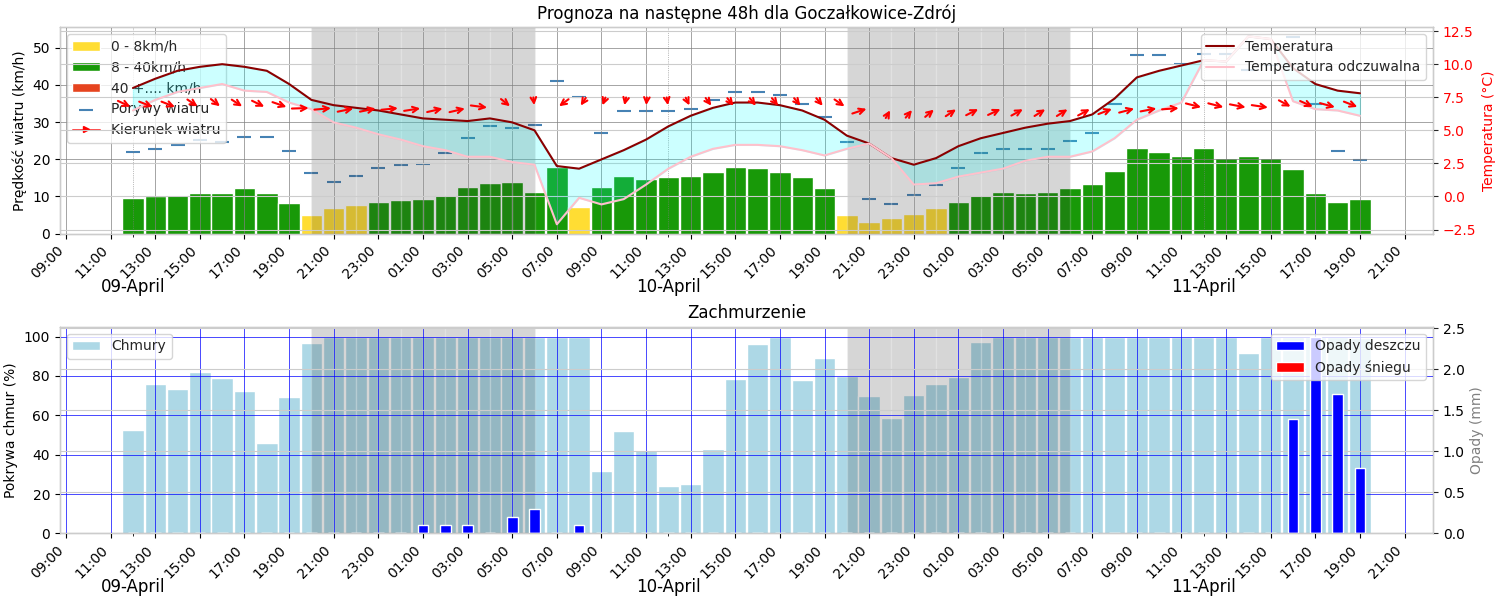 Prognoza na następne 48h dla Goczałkowice-Zdrój
Prędkość wiatru (km/h)
50
40
30
20
10
0
0 - 8km/h
8 - 40km/h
40 +.... km/h
Porywy wiatru
Kierunek wiatru
Temperatura
Temperatura odczuwalna
12.5
10.0
7.5
5.0
2.5
0.0
−2.5
Temperatura (°C)
09:00 11:00 13:00 15:00 17:00 19:00 21:00 23:00 01:00 03:00 05:00 07:00 09:00 11:00 13:00 15:00 17:00 19:00 21:00 23:00 01:00 03:00 05:00 07:00 09:00 11:00 13:00 15:00 17:00 19:00 21:00
09-April 10-April 11-April
Zachmurzenie
Pokrywa chmur (%)
100
80
60
40
20
0
Chmury
Opady deszczu
Opady śniegu
2.5
2.0
1.5
1.0
0.5
0.0
Opady (mm)
09:00 11:00 13:00 15:00 17:00 19:00 21:00 23:00 01:00 03:00 05:00 07:00 09:00 11:00 13:00 15:00 17:00 19:00 21:00 23:00 01:00 03:00 05:00 07:00 09:00 11:00 13:00 15:00 17:00 19:00 21:00
09-April 10-April 11-April